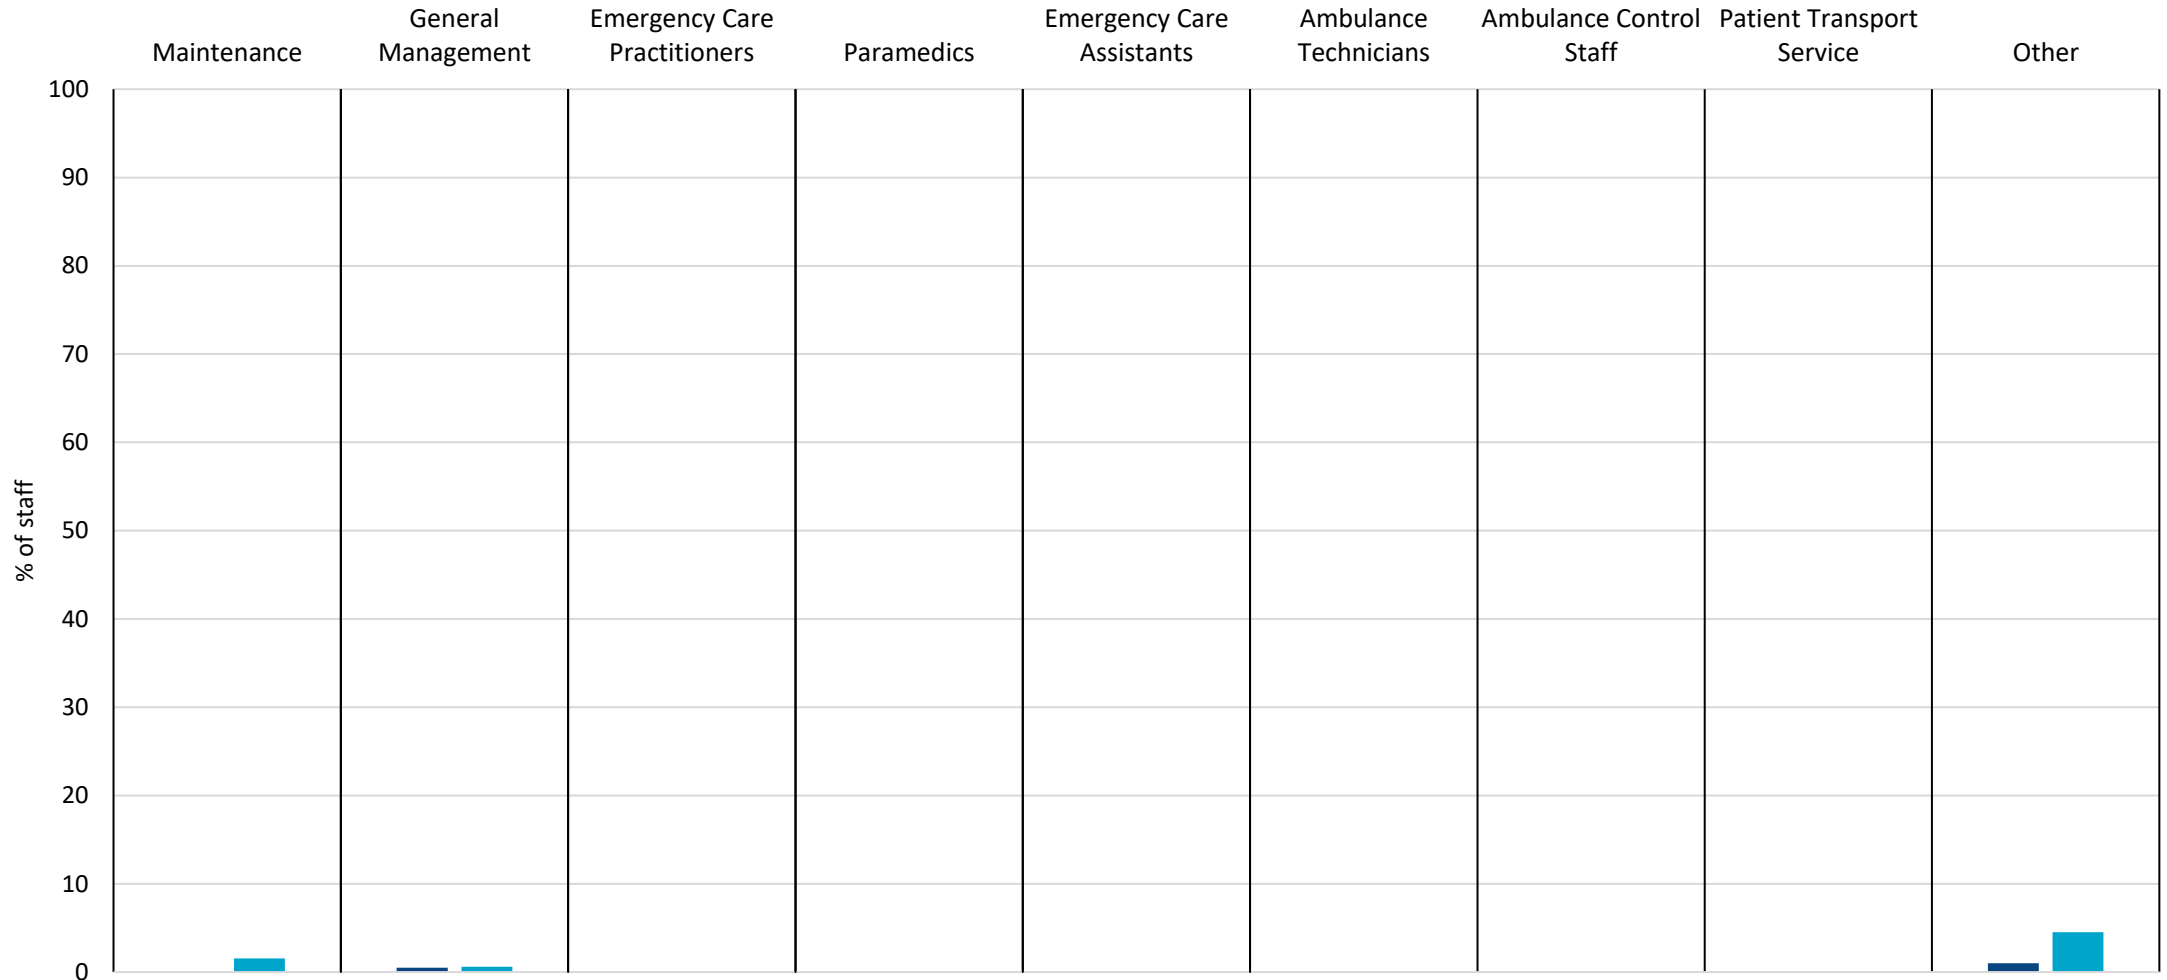 Maintenance
General
Management
Emergency Care
Practitioners
Paramedics
Emergency Care
Assistants
Ambulance
Technicians
Ambulance Control
Staff
Patient Transport
Service
Other
100
90
80
70
60
50
40
30
20
10
0
% of staff